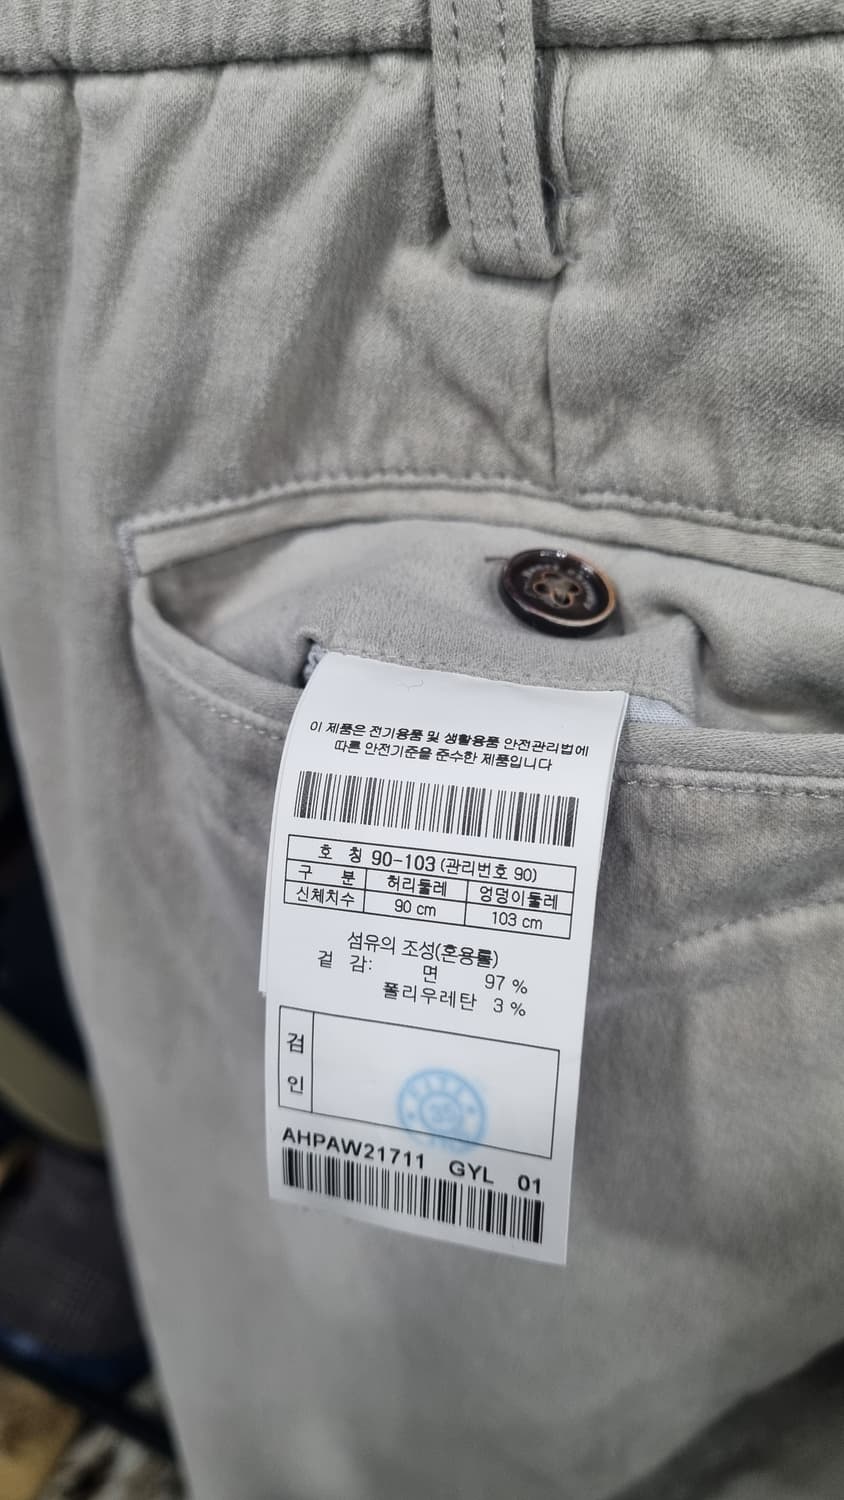 이 제품은 전기용품 및 생활용품 안전관리법에
따른 안전기준을 준수한 제품입니다
호 칭 90-103 (관리번호 90)
구 분 허리둘레 엉덩이둘레
신체치수 90 cm 103 cm
섬유의 조성(혼용률)
겉 감: 면 97 %
폴리우레탄 3 %
검
인
35
AHPAW21711 GYL 01